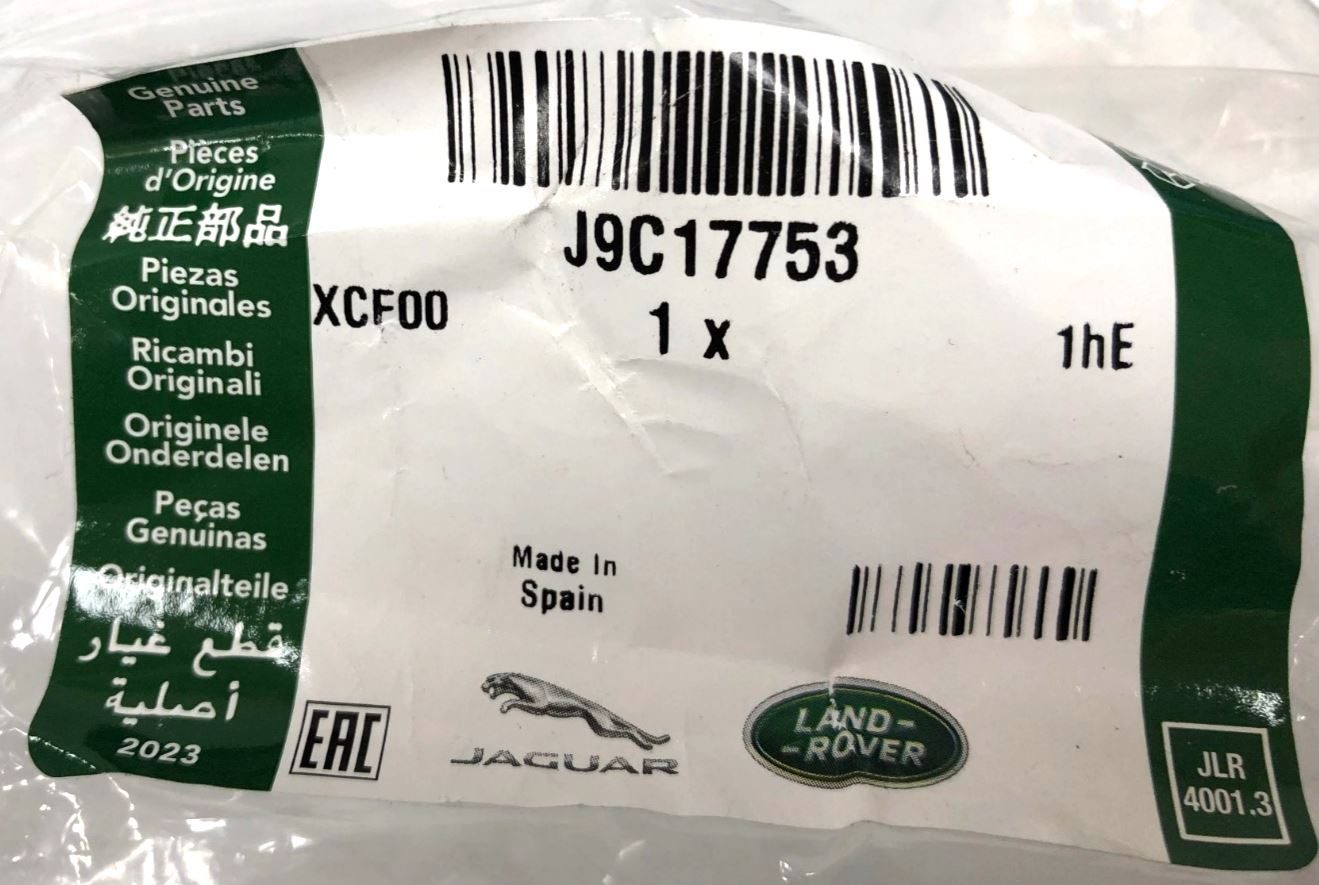 Genuine
Parts
Pièces
d'Origine
純正部品
Piezas
Originales
Ricambi
Originali
Originele
Onderdelen
Peças
Genuinas
Originalteile
قطع غيار
أصلية
2023
J9C17753
XCF00
1 x
1hE
Made In
Spain
EAC
JAGUAR
LAND-
-ROVER
JLR
4001.3